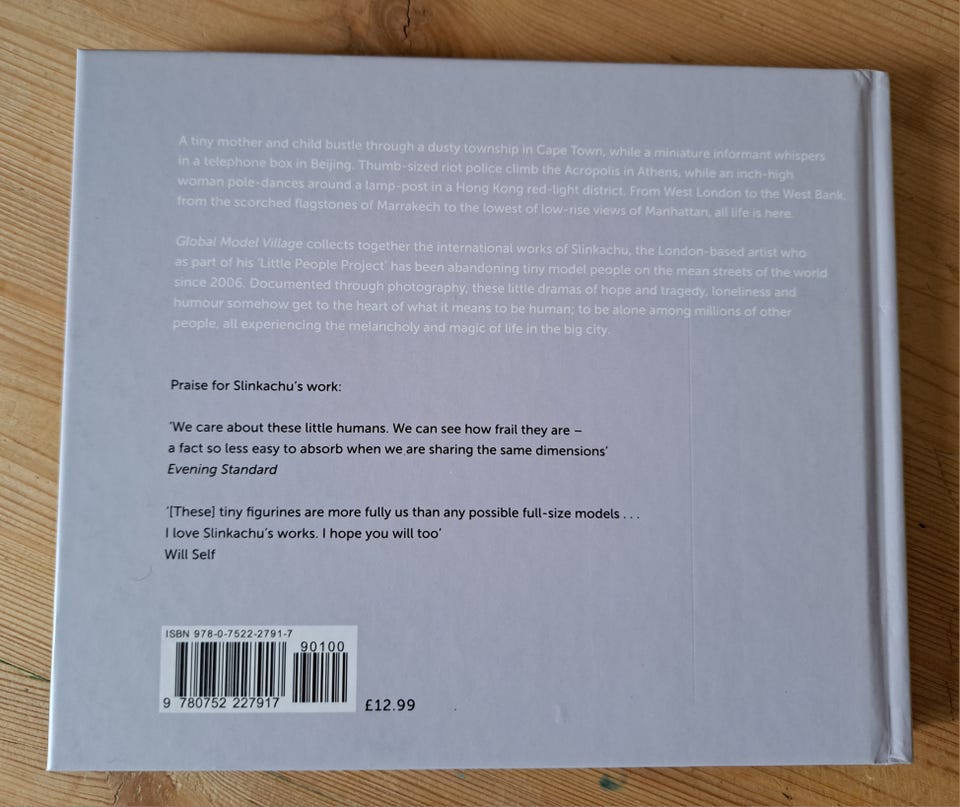 A tiny mother and child bustle through a dusty township in Cape Town, while a miniature informant whispers
in a telephone box in Beijing. Thumb-sized riot police climb the Acropolis in Athens, while an inch-high
woman pole-dances around a lamp-post in a Hong Kong red-light district. From West London to the West Bank,
from the scorched flagstones of Marrakech to the lowest of low-rise views of Manhattan, all life is here.
Global Model Village collects together the international works of Slinkachu, the London-based artist who
as part of his 'Little People Project' has been abandoning tiny model people on the mean streets of the world
since 2006. Documented through photography, these little dramas of hope and tragedy, loneliness and
humour somehow get to the heart of what it means to be human; to be alone among millions of other
people, all experiencing the melancholy and magic of life in the big city.
Praise for Slinkachu's work:
'We care about these little humans. We can see how frail they are –
a fact so less easy to absorb when we are sharing the same dimensions'
Evening Standard
'[These] tiny figurines are more fully us than any possible full-size models . . .
I love Slinkachu's works. I hope you will too'
Will Self
ISBN 978-0-7522-2791-7
90100
9 780752 227917
£12.99